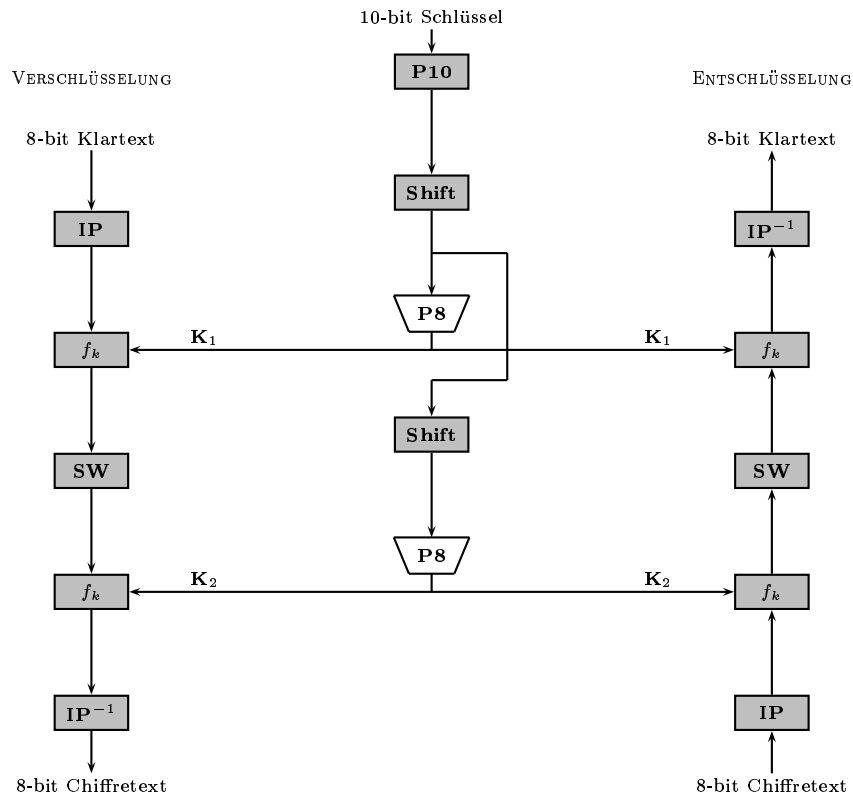 10-bit Schlüssel
P10
VERSCHLÜSSELUNG
ENTSCHLÜSSELUNG
8-bit Klartext
8-bit Klartext
Shift
IP
IP⁻¹
P8
K₁
K₁
fₖ
fₖ
Shift
SW
SW
P8
K₂
K₂
fₖ
fₖ
IP⁻¹
IP
8-bit Chiffretext
8-bit Chiffretext